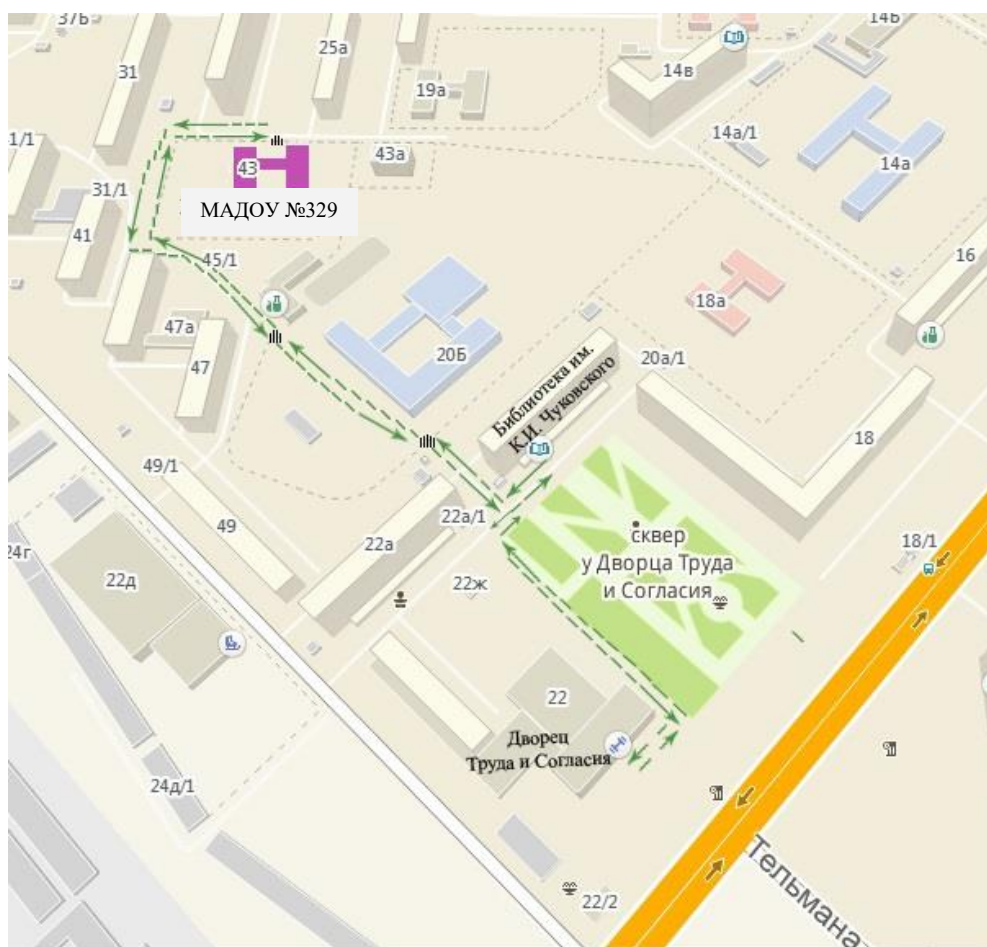 37Б
14Б
25а
31
14в
19а
1/1
14а/1
43а
43
14а
31/1
МАДОУ №329
41
16
45/1
18а
47а
20Б
20а/1
47
Библиотека им.
К.И. Чуковского
18
49/1
22а/1
49
сквер
у Дворца Труда
и Согласия
18/1
24г
22а
22д
22ж
22
Дворец
Труда и Согласия
24д/1
Тельмана
22/2